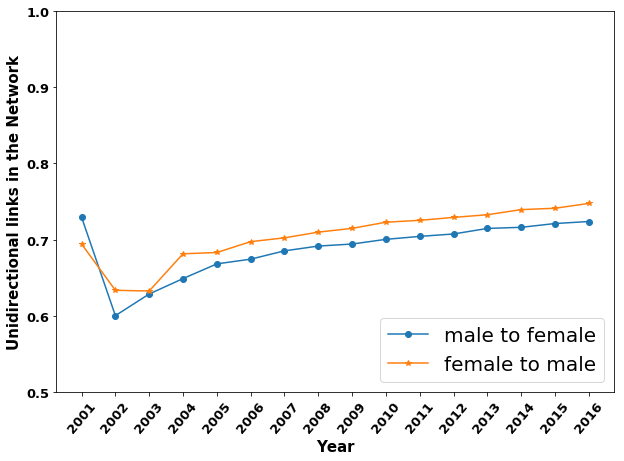 1.0
0.9
0.8
0.7
0.6
0.5
Unidirectional links in the Network
male to female
female to male
2001 2002 2003 2004 2005 2006 2007 2008 2009 2010 2011 2012 2013 2014 2015 2016
Year